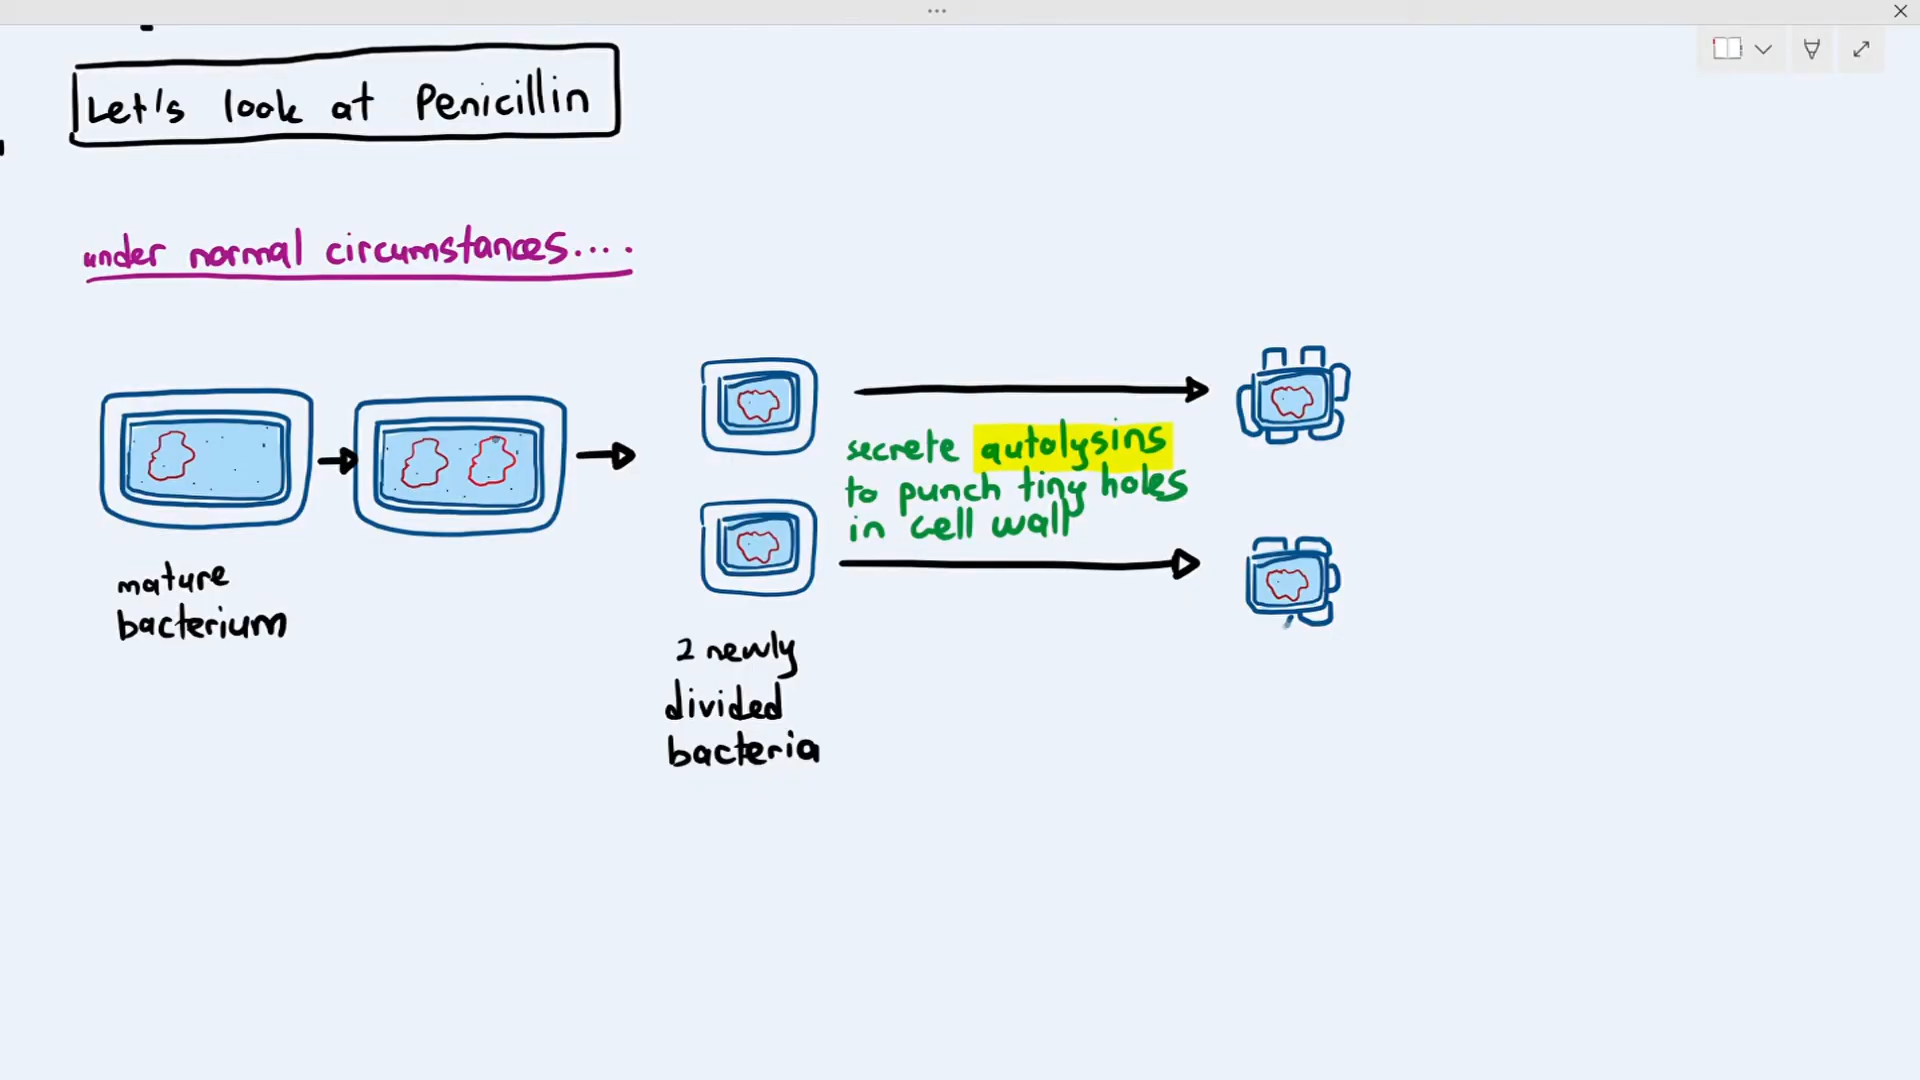 Let's look at Penicillin
under normal circumstances....
mature
bacterium
2 newly
divided
bacteria
secrete autolysins
to punch tiny holes
in cell wall